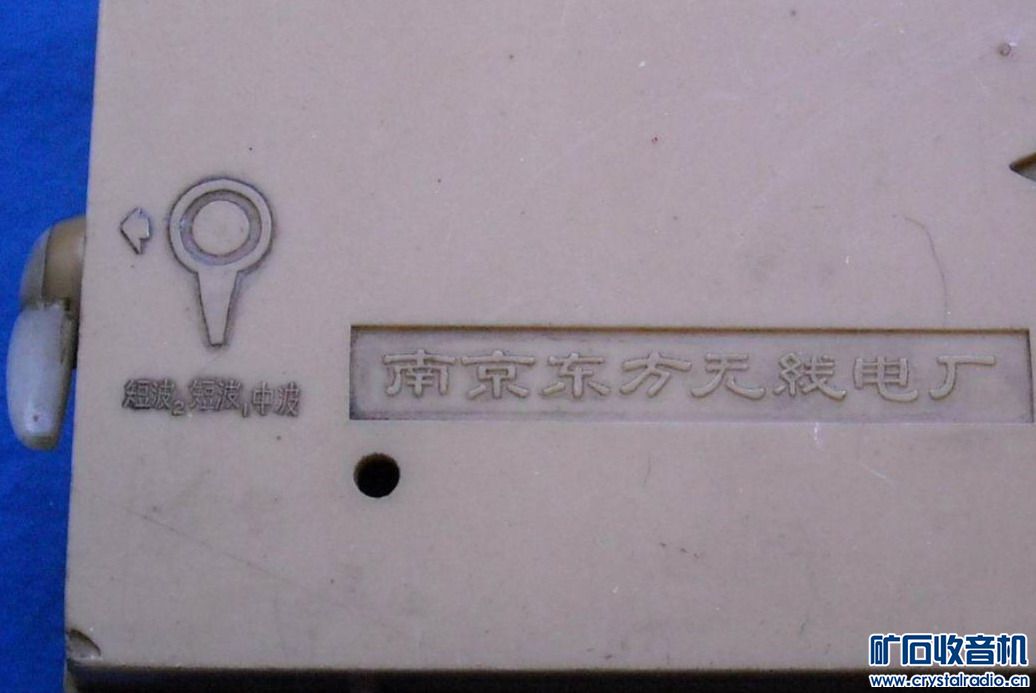 短波₂ 短波₁ 中波
南京东方无线电厂
矿石收音机
www.crystalradio.cn